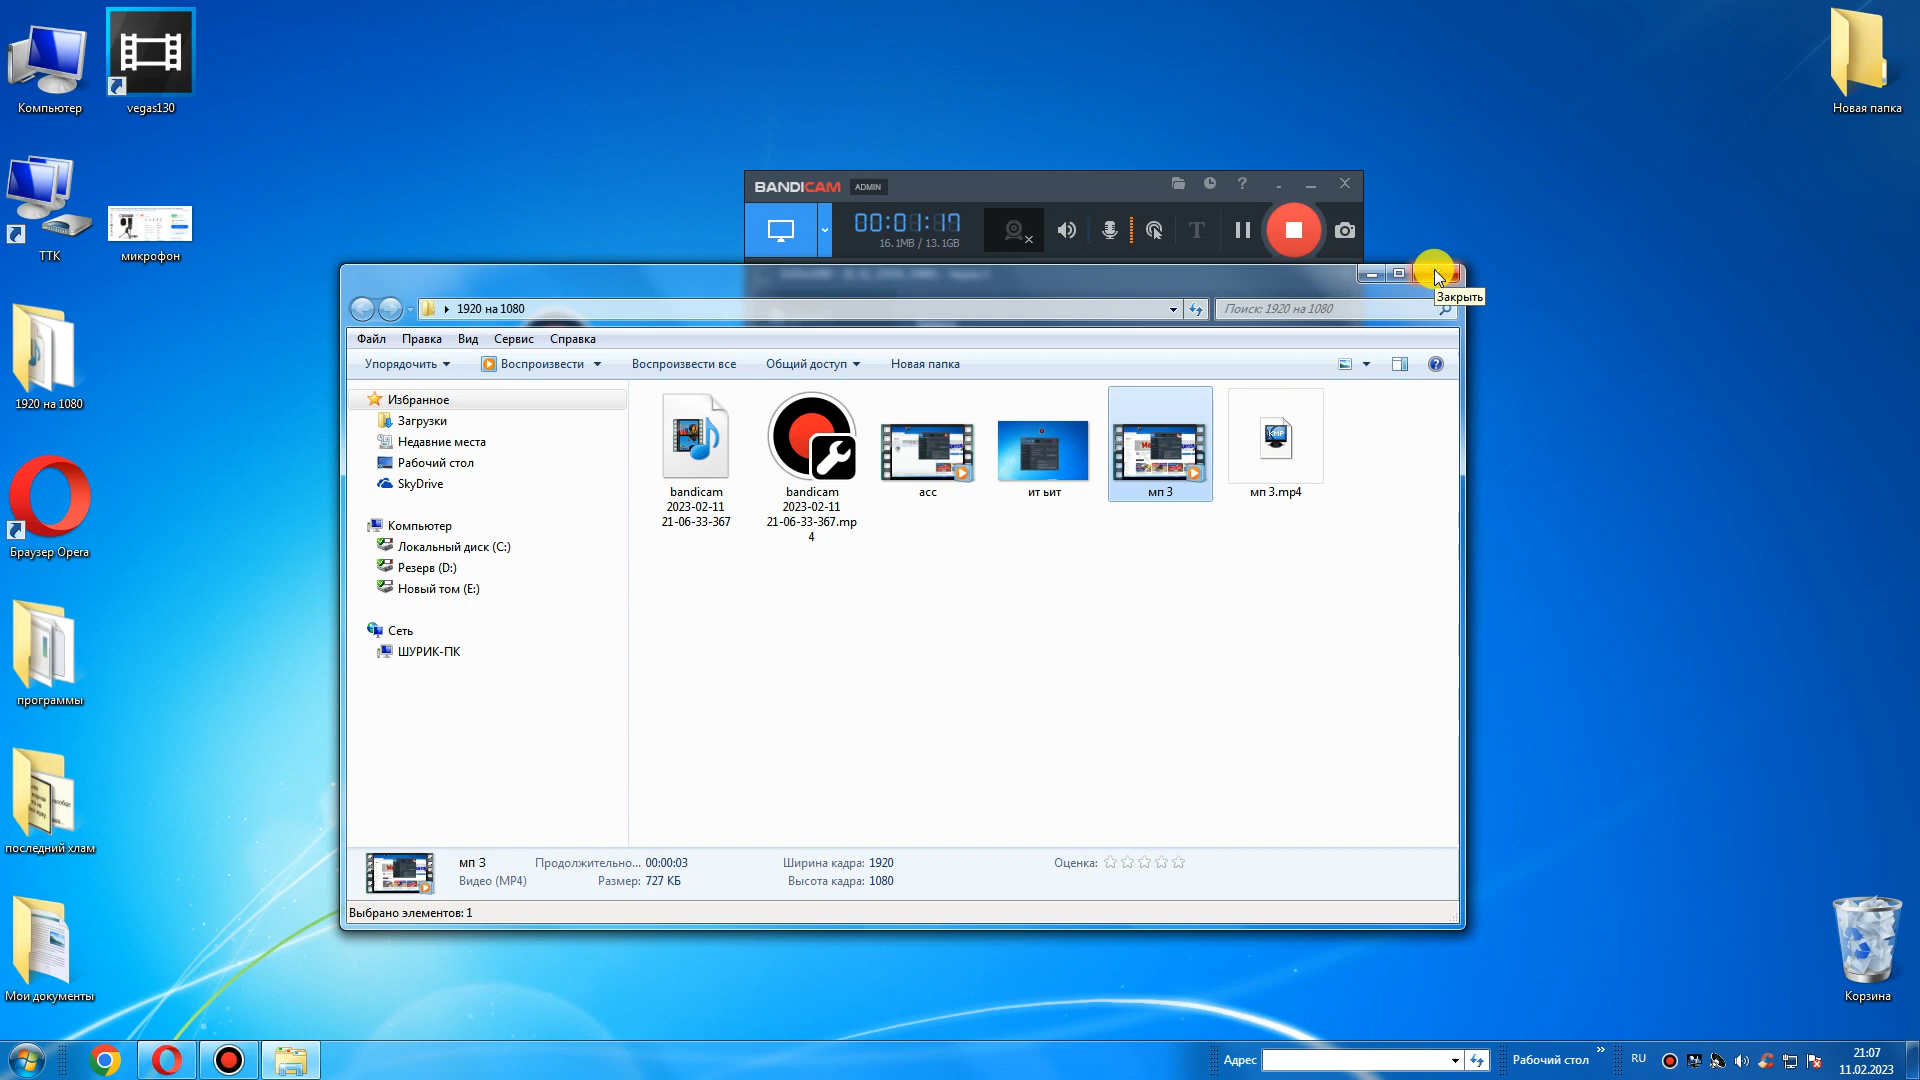 Компьютер
vegas130
Новая папка
ТТК
микрофон
BANDICAM ADMIN
00:01:17
16.1MB / 13.1GB
Закрыть
1920 на 1080
Поиск: 1920 на 1080
Файл Правка Вид Сервис Справка
Упорядочить Воспроизвести Воспроизвести все Общий доступ Новая папка
Избранное
Загрузки
Недавние места
Рабочий стол
SkyDrive
Компьютер
Локальный диск (C:)
Резерв (D:)
Новый том (E:)
Сеть
ШУРИК-ПК
bandicam
2023-02-11
21-06-33-367
bandicam
2023-02-11
21-06-33-367.mp
4
асс
ит ьит
мп 3
KMP
мп 3.mp4
1920 на 1080
Браузер Opera
программы
последний хлам
Мои документы
мп 3 Продолжительно... 00:00:03 Ширина кадра: 1920 Оценка:
Видео (MP4) Размер: 727 КБ Высота кадра: 1080
Выбрано элементов: 1
Корзина
Адрес
Рабочий стол
RU
21:07
11.02.2023